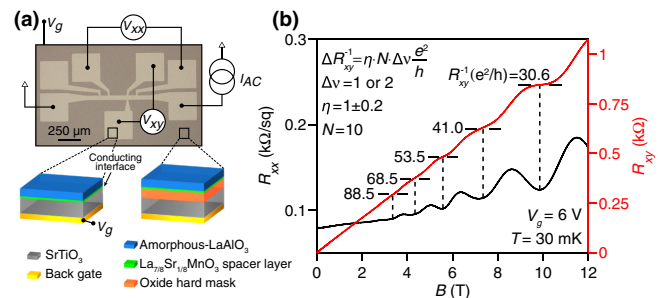 (a)
V_g
V_xx
I_AC
V_xy
250 μm
Conducting
interface
V_g
SrTiO₃
Back gate
Amorphous-LaAlO₃
La₇/₈Sr₁/₈MnO₃ spacer layer
Oxide hard mask
(b)
ΔR_xy⁻¹=η·N·Δν e²/h
Δν=1 or 2
η=1±0.2
N=10
R_xy⁻¹(e²/h)=30.6
41.0
53.5
68.5
88.5
V_g = 6 V
T = 30 mK
R_xx (kΩ/sq)
0.3
0.2
0.1
R_xy (kΩ)
1
0.75
0.5
0.25
0
0 2 4 6 8 10 12
B (T)